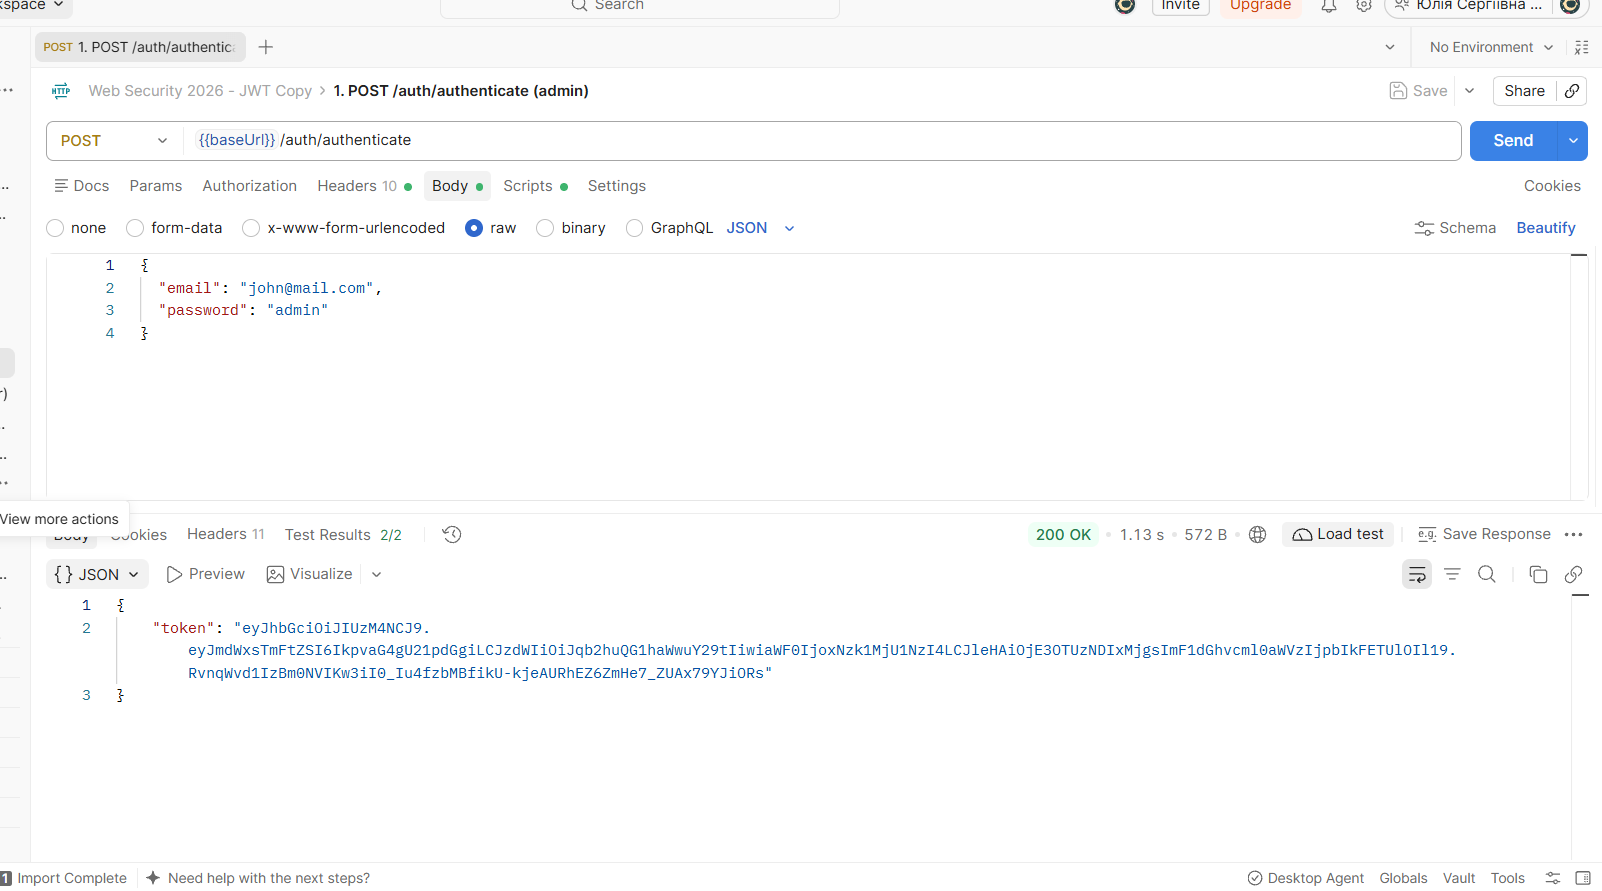 kspace
Search
Invite
Upgrade
Юлія Сергіївна ...
POST 1. POST /auth/authentic
No Environment
HTTP
Web Security 2026 - JWT Copy > 1. POST /auth/authenticate (admin)
Save
Share
POST
{{baseUrl}} /auth/authenticate
Send
Docs Params Authorization Headers 10 Body Scripts Settings
Cookies
none form-data x-www-form-urlencoded raw binary GraphQL JSON
Schema Beautify
1 {
2 "email": "john@mail.com",
3 "password": "admin"
4 }
r)
View more actions
Body Cookies Headers 11 Test Results 2/2
200 OK • 1.13 s • 572 B •
Load test
e.g. Save Response
{} JSON Preview Visualize
1 {
2 "token": "eyJhbGciOiJIUzM4NCJ9.
eyJmdWxsTmFtZSI6IkpvaG4gU21pdGgiLCJzdWIiOiJqb2huQG1haWwuY29tIiwiaWF0IjoxNzk1MjU1NzI4LCJleHAiOjE3OTUzNDIxMjgsImF1dGhvcml0aWVzIjpbIkFETUlOIl19.
RvnqWvd1IzBm0NVIKw3iI0_Iu4fzbMBfikU-kjeAURhEZ6ZmHe7_ZUAx79YJiORs"
3 }
1 Import Complete
Need help with the next steps?
Desktop Agent Globals Vault Tools